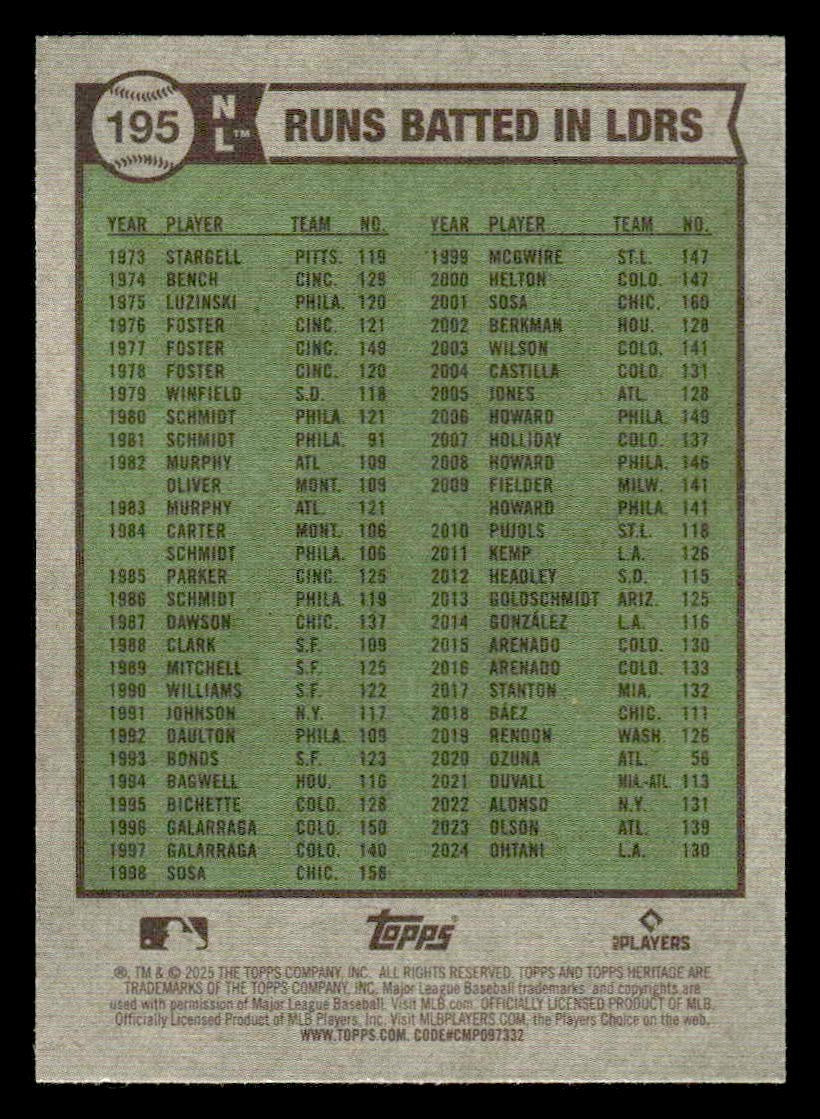 195 NL™ RUNS BATTED IN LDRS
YEAR PLAYER TEAM NO.
1973 STARGELL PITTS. 119
1974 BENCH CINC. 129
1975 LUZINSKI PHILA. 120
1976 FOSTER CINC. 121
1977 FOSTER CINC. 149
1978 FOSTER CINC. 120
1979 WINFIELD S.D. 118
1980 SCHMIDT PHILA. 121
1981 SCHMIDT PHILA. 91
1982 MURPHY ATL. 109
OLIVER MONT. 109
1983 MURPHY ATL. 121
1984 CARTER MONT. 106
SCHMIDT PHILA. 106
1985 PARKER CINC. 125
1986 SCHMIDT PHILA. 119
1987 DAWSON CHIC. 137
1988 CLARK S.F. 109
1989 MITCHELL S.F. 125
1990 WILLIAMS S.F. 122
1991 JOHNSON N.Y. 117
1992 DAULTON PHILA. 109
1993 BONDS S.F. 123
1994 BAGWELL HOU. 116
1995 BICHETTE COLO. 128
1996 GALARRAGA COLO. 150
1997 GALARRAGA COLO. 140
1998 SOSA CHIC. 158
YEAR PLAYER TEAM NO.
1999 MCGWIRE ST.L. 147
2000 HELTON COLO. 147
2001 SOSA CHIC. 160
2002 BERKMAN HOU. 128
2003 WILSON COLO. 141
2004 CASTILLA COLO. 131
2005 JONES ATL. 128
2006 HOWARD PHILA. 149
2007 HOLLIDAY COLO. 137
2008 HOWARD PHILA. 146
2009 FIELDER MILW. 141
HOWARD PHILA. 141
2010 PUJOLS ST.L. 118
2011 KEMP L.A. 126
2012 HEADLEY S.D. 115
2013 GOLDSCHMIDT ARIZ. 125
2014 GONZÁLEZ L.A. 116
2015 ARENADO COLO. 130
2016 ARENADO COLO. 133
2017 STANTON MIA. 132
2018 BÁEZ CHIC. 111
2019 RENDON WASH. 126
2020 OZUNA ATL. 56
2021 DUVALL MIA.-ATL. 113
2022 ALONSO N.Y. 131
2023 OLSON ATL. 139
2024 OHTANI L.A. 130
Topps®
MLBPLAYERS
®, TM & © 2025 THE TOPPS COMPANY, INC. ALL RIGHTS RESERVED. TOPPS AND TOPPS HERITAGE ARE
TRADEMARKS OF THE TOPPS COMPANY, INC. Major League Baseball trademarks and copyrights are
used with permission of Major League Baseball. Visit MLB.com. OFFICIALLY LICENSED PRODUCT OF MLB.
Officially Licensed Product of MLB Players, Inc. Visit MLBPLAYERS.COM, the Players Choice on the web.
WWW.TOPPS.COM. CODE#CMP097332